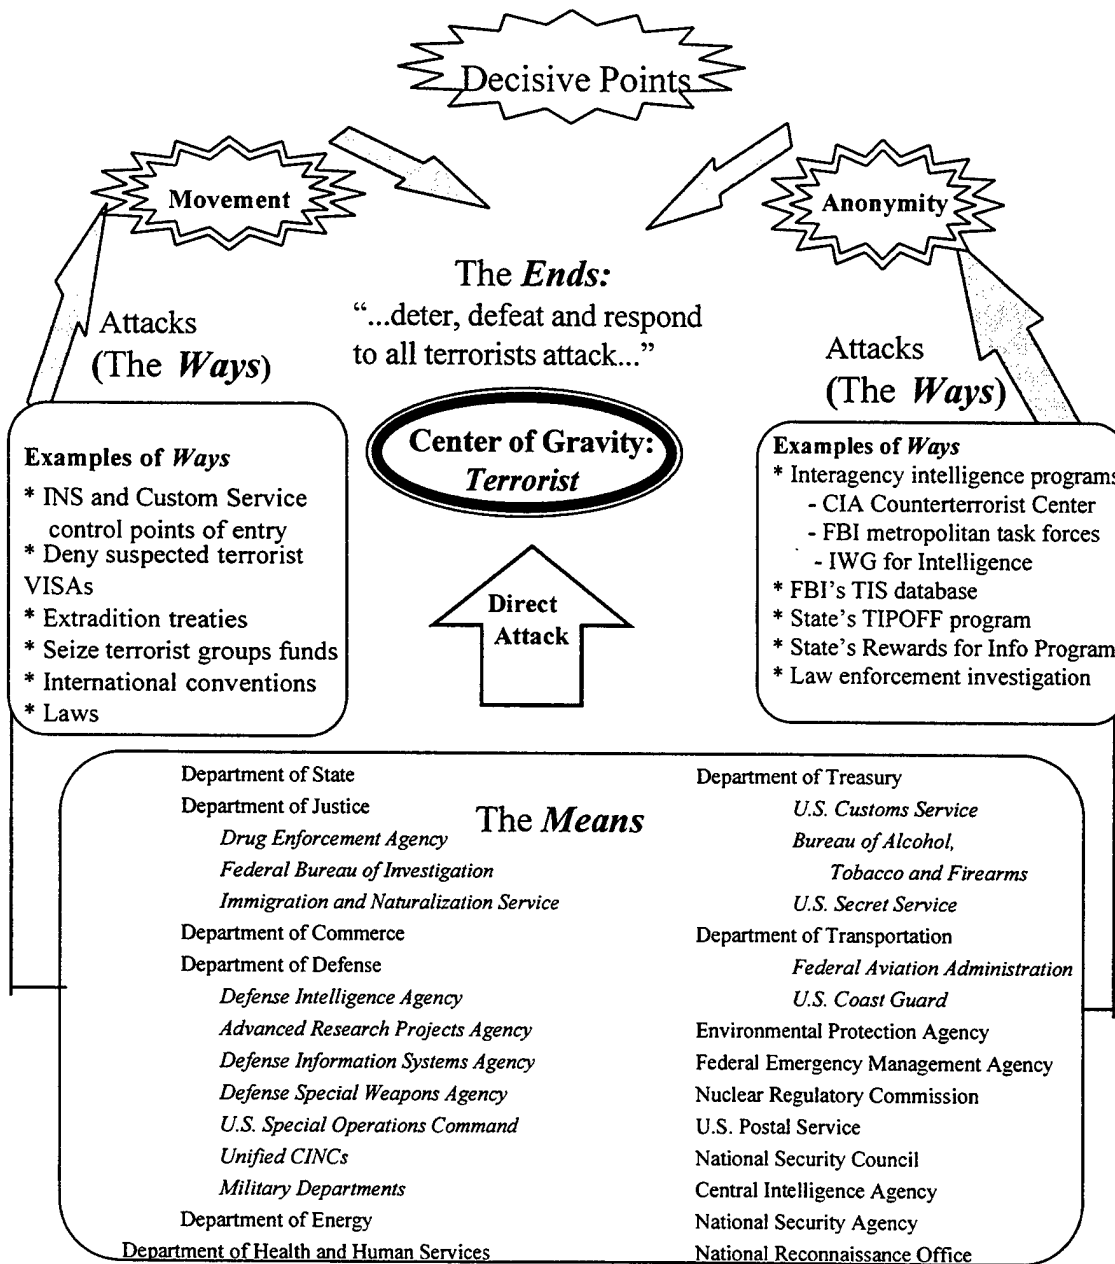 Decisive Points
Movement
Anonymity
The Ends:
“...deter, defeat and respond
to all terrorists attack...”
Attacks
(The Ways)
Attacks
(The Ways)
Center of Gravity:
Terrorist
Examples of Ways
* INS and Custom Service
control points of entry
* Deny suspected terrorist
VISAs
* Extradition treaties
* Seize terrorist groups funds
* International conventions
* Laws
Examples of Ways
* Interagency intelligence programs
- CIA Counterterrorist Center
- FBI metropolitan task forces
- IWG for Intelligence
* FBI’s TIS database
* State’s TIPOFF program
* State’s Rewards for Info Program
* Law enforcement investigation
Direct
Attack
The Means
Department of State
Department of Justice
Drug Enforcement Agency
Federal Bureau of Investigation
Immigration and Naturalization Service
Department of Commerce
Department of Defense
Defense Intelligence Agency
Advanced Research Projects Agency
Defense Information Systems Agency
Defense Special Weapons Agency
U.S. Special Operations Command
Unified CINCs
Military Departments
Department of Energy
Department of Health and Human Services
Department of Treasury
U.S. Customs Service
Bureau of Alcohol,
Tobacco and Firearms
U.S. Secret Service
Department of Transportation
Federal Aviation Administration
U.S. Coast Guard
Environmental Protection Agency
Federal Emergency Management Agency
Nuclear Regulatory Commission
U.S. Postal Service
National Security Council
Central Intelligence Agency
National Security Agency
National Reconnaissance Office